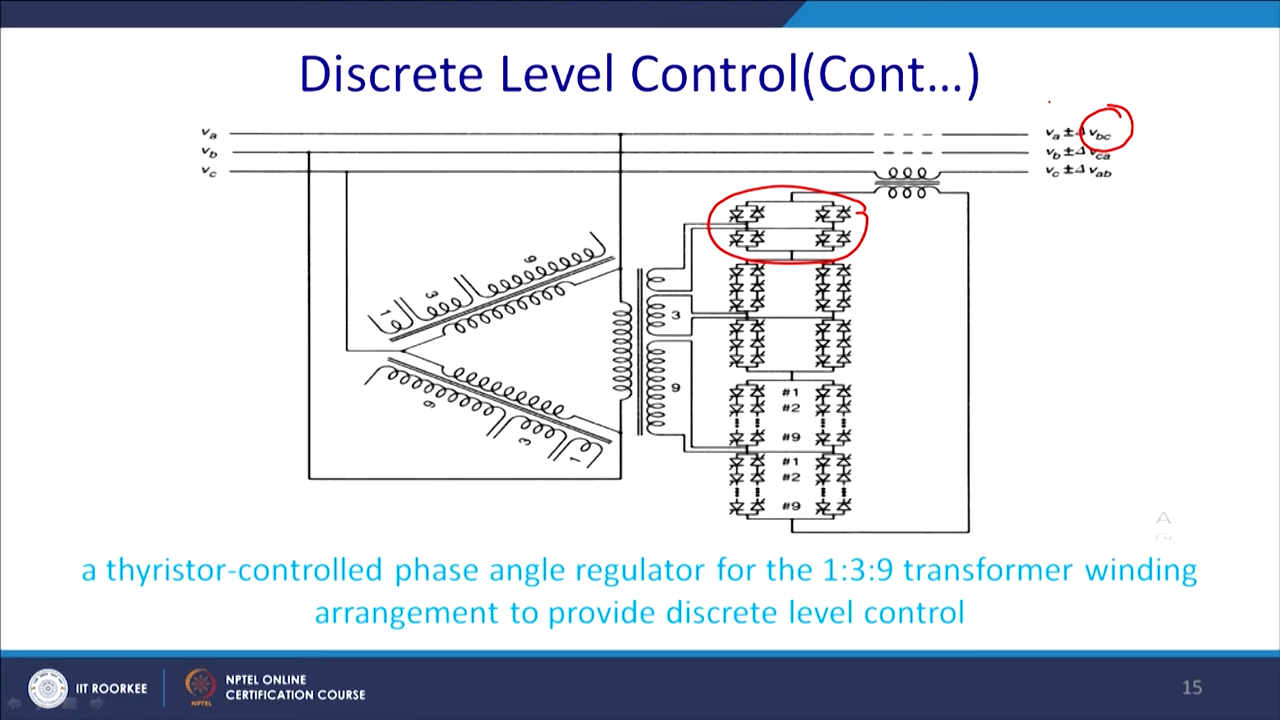 Discrete Level Control(Cont...)
va
vb
vc
va ±Δ vbc
vb ±Δ vca
vc ±Δ vab
9
3
1
3
9
9
3
1
#1
#2
#9
#1
#2
#9
a thyristor-controlled phase angle regulator for the 1:3:9 transformer winding
arrangement to provide discrete level control
IIT ROORKEE
NPTEL ONLINE
CERTIFICATION COURSE
NPTEL
15